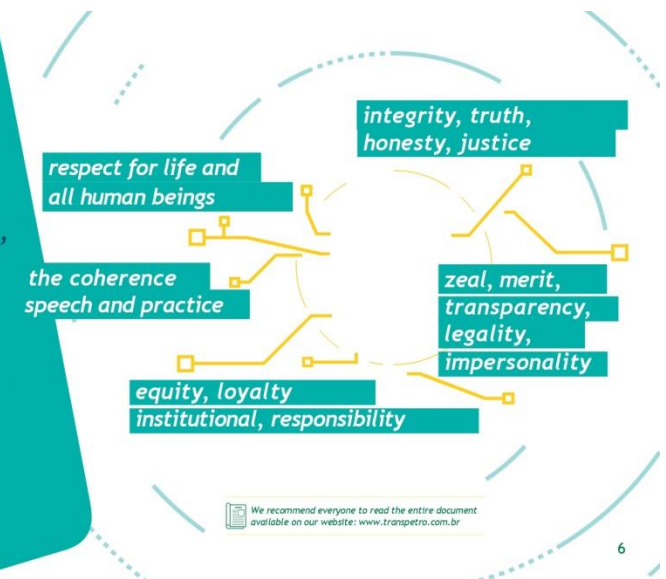 integrity, truth,
honesty, justice
respect for life and
all human beings
the coherence
speech and practice
zeal, merit,
transparency,
legality,
impersonality
equity, loyalty
institutional, responsibility
We recommend everyone to read the entire document
available on our website: www.transpetro.com.br
6